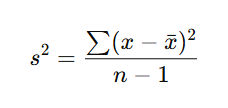 s² = ∑(x − x̄)² / n − 1